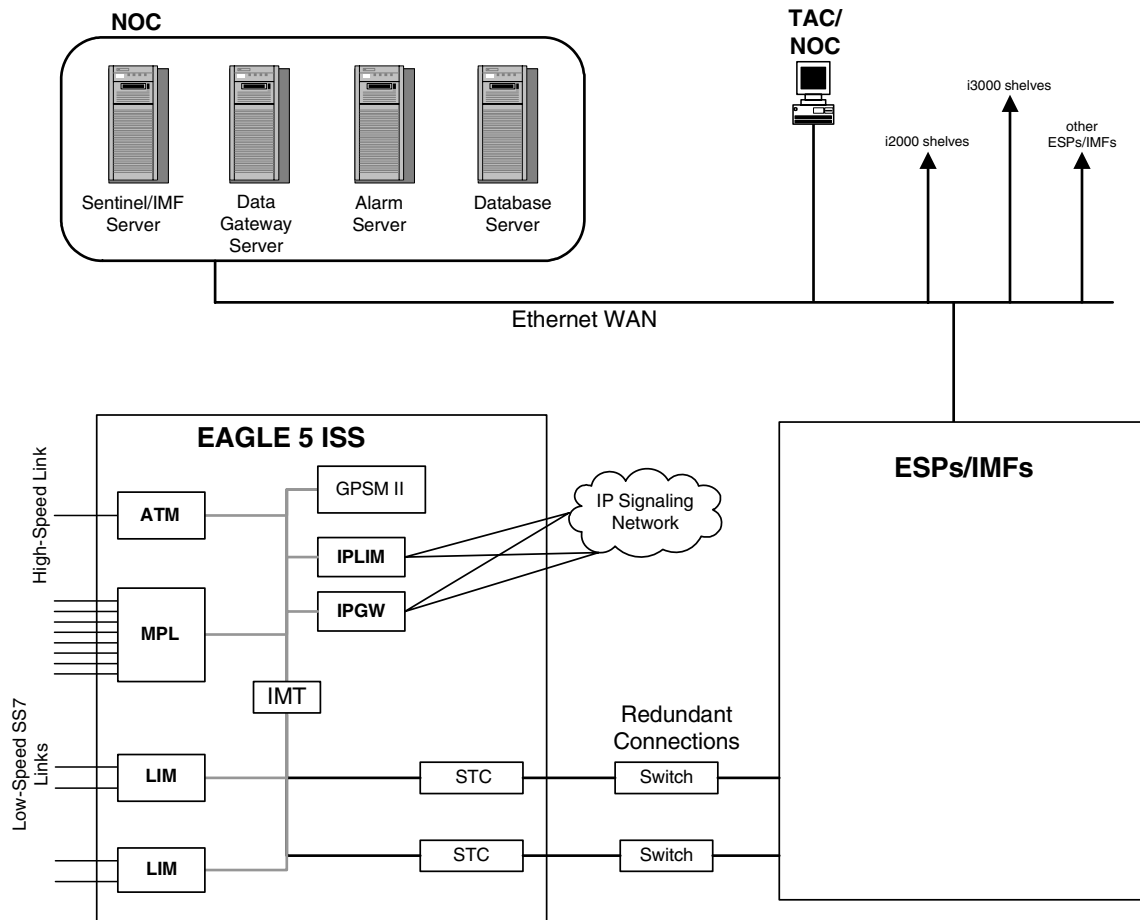 NOC
TAC/
NOC
i3000 shelves
i2000 shelves
other
ESPs/IMFs
Sentinel/IMF
Server
Data
Gateway
Server
Alarm
Server
Database
Server
Ethernet WAN
EAGLE 5 ISS
ESPs/IMFs
High-Speed Link
ATM
GPSM II
IP Signaling
Network
IPLIM
IPGW
MPL
IMT
Redundant
Connections
Low-Speed SS7
Links
LIM
STC
Switch
LIM
STC
Switch